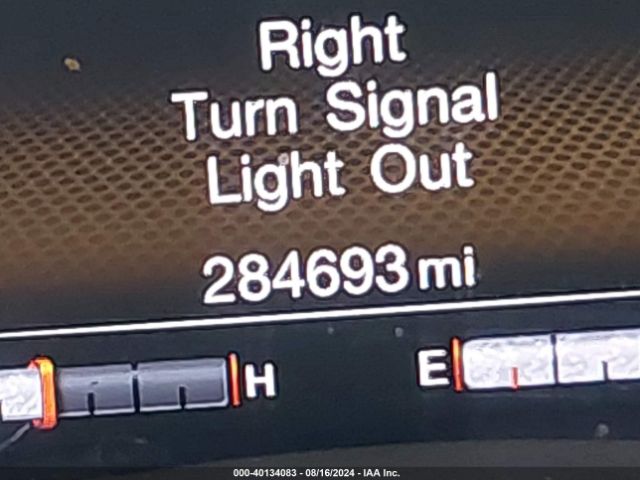 Right
Turn Signal
Light Out
284693 mi
H E
000-40134083 - 08/16/2024 - IAA Inc.